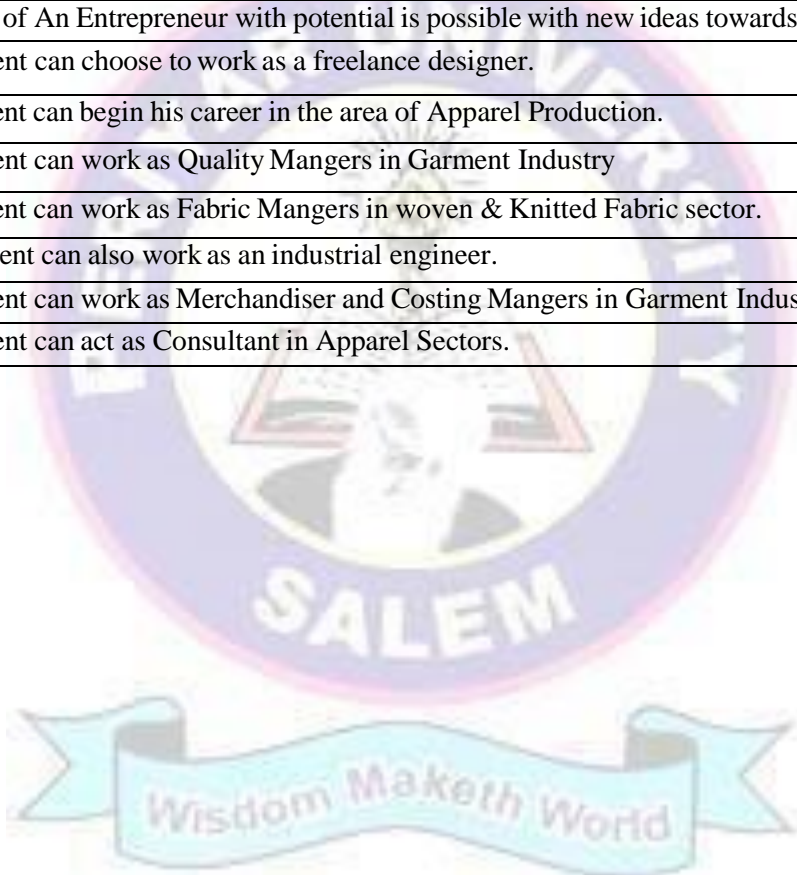 of An Entrepreneur with potential is possible with new ideas towards
ent can choose to work as a freelance designer.
ent can begin his career in the area of Apparel Production.
ent can work as Quality Mangers in Garment Industry
ent can work as Fabric Mangers in woven & Knitted Fabric sector.
ent can also work as an industrial engineer.
ent can work as Merchandiser and Costing Mangers in Garment Indus
ent can act as Consultant in Apparel Sectors.
PERIYAR UNIVERSITY
SALEM
Wisdom Maketh World